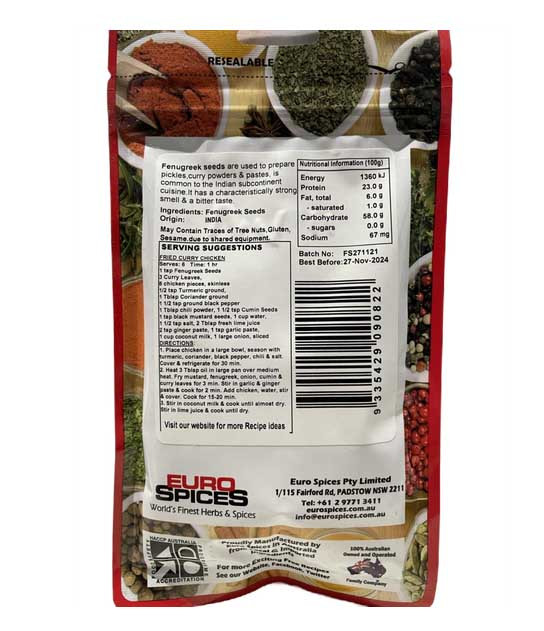 RESEALABLE
Fenugreek seeds are used to prepare
pickles,curry powders & pastes, is
common to the Indian subcontinent
cuisine.It has a characteristically strong
smell & a bitter taste.
Ingredients: Fenugreek Seeds
Origin: INDIA
May Contain Traces of Tree Nuts,Gluten,
Sesame.due to shared equipment.
Nutritional Information (100g)
Energy 1360 kJ
Protein 23.0 g
Fat, total 6.0 g
- saturated 1.0 g
Carbohydrate 58.0 g
- sugars 0.0 g
Sodium 67 mg
Batch No: FS271121
Best Before: 27-Nov-2024
SERVING SUGGESTIONS
FRIED CURRY CHICKEN
Serves: 6 Time: 1 hr
1 tsp Fenugreek Seeds
3 Curry Leaves,
6 chicken pieces, skinless
1/2 tsp Turmeric ground,
1 Tblsp Coriander ground
1 1/2 tsp ground black pepper
1 Tblsp chili powder, 1 1/2 tsp Cumin Seeds
1 tsp black mustard seeds, 1 cup water,
1 1/2 tsp salt, 2 Tblsp fresh lime juice
2 tsp ginger paste, 1 tsp garlic paste,
1 cup coconut milk, 1 large onion, sliced
DIRECTIONS:
1. Place chicken in a large bowl, season with
turmeric, coriander, black pepper, chili & salt.
Cover & refrigerate for 30 min.
2. Heat 3 Tblsp oil in large pan over medium
heat. Fry mustard, fenugreek, onion, cumin &
curry leaves for 3 min. Stir in garlic & ginger
paste & cook for 2 min. Add chicken, water, stir
& cover. Cook for 15-20 min.
3. Stir in coconut milk & cook until almost dry.
Stir in lime juice & cook until dry.
Visit our website for more Recipe ideas
9 335429 090822
EURO
SPICES
World's Finest Herbs & Spices
Euro Spices Pty Limited
1/115 Fairford Rd, PADSTOW NSW 2211
Tel: +61 2 9771 3411
eurospices.com.au
info@eurospices.com.au
HACCP AUSTRALIA
ACCREDITATION
Proudly Manufactured by
Euro Spices in Australia
from
For more Exciting Free Recipes
See our Website, Facebook, Twitter
100% Australian
Owned and Operated
Family Company